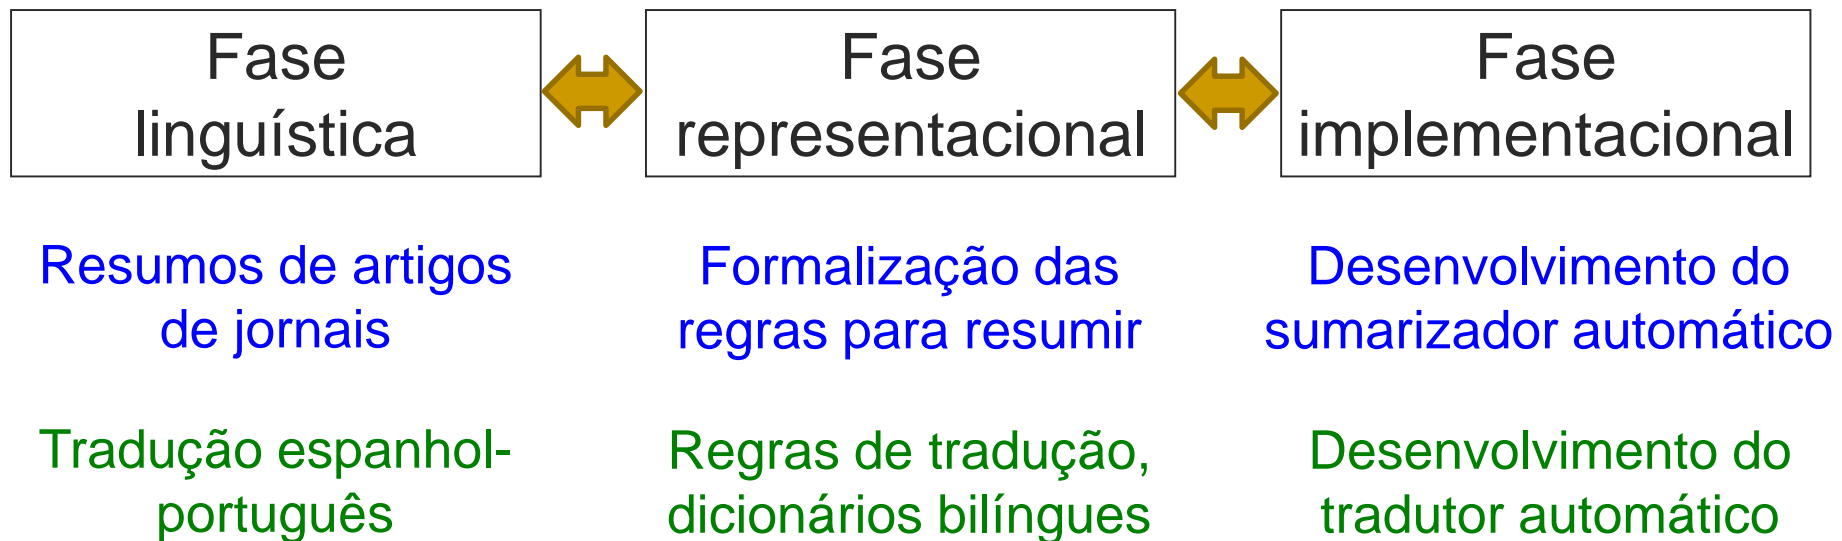 Fase
linguística
Fase
representacional
Fase
implementacional
Resumos de artigos
de jornais
Formalização das
regras para resumir
Desenvolvimento do
sumarizador automático
Tradução espanhol-
português
Regras de tradução,
dicionários bilíngues
Desenvolvimento do
tradutor automático